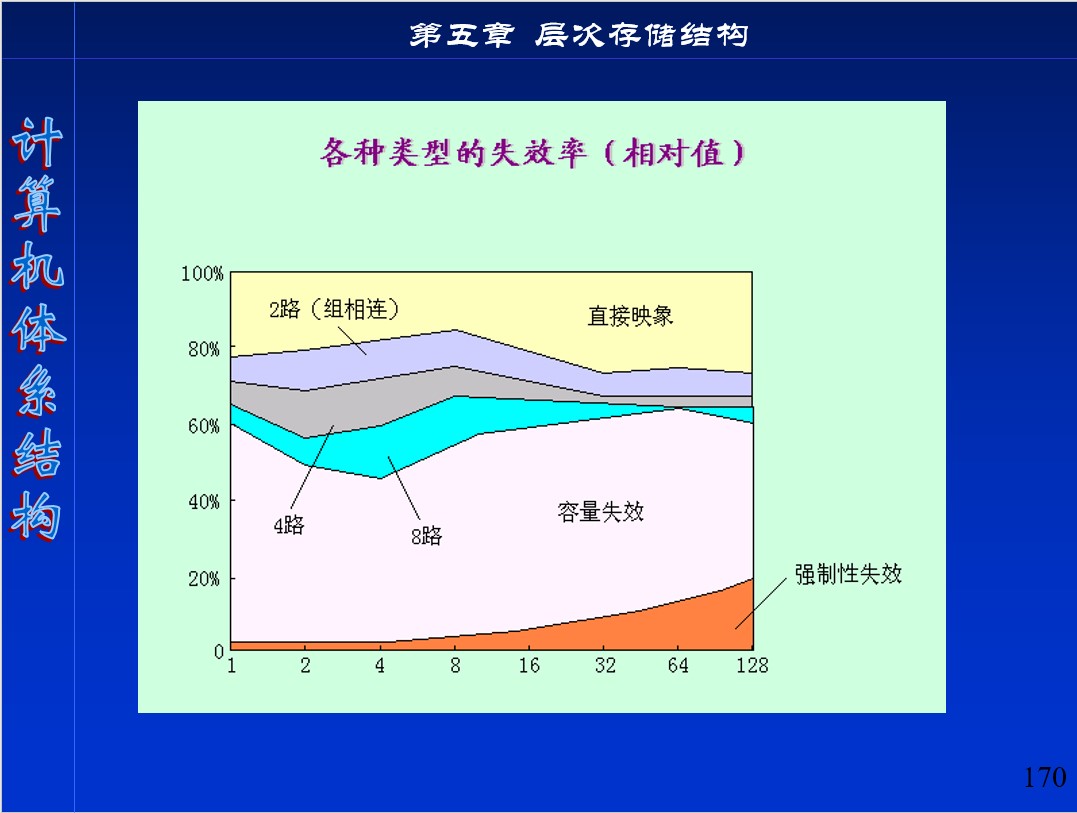 第五章 层次存储结构
计算机体系结构
各种类型的失效率(相对值)
100%
2路(组相连)
直接映象
80%
60%
40%
容量失效
4路
8路
20%
强制性失效
0
1 2 4 8 16 32 64 128
170